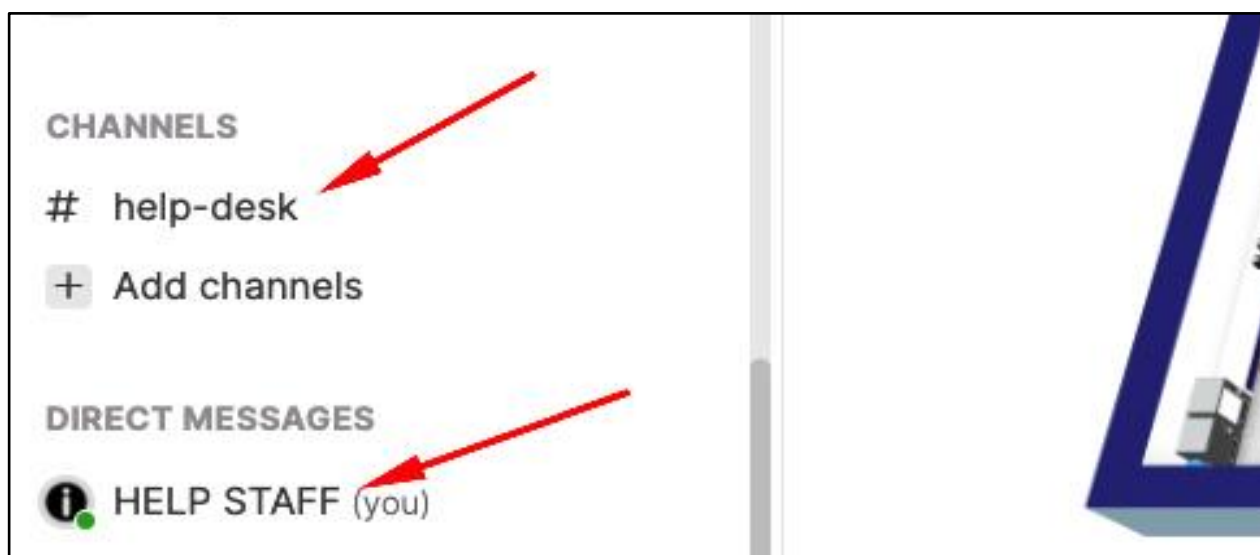 CHANNELS
# help-desk
+ Add channels
DIRECT MESSAGES
HELP STAFF (you)